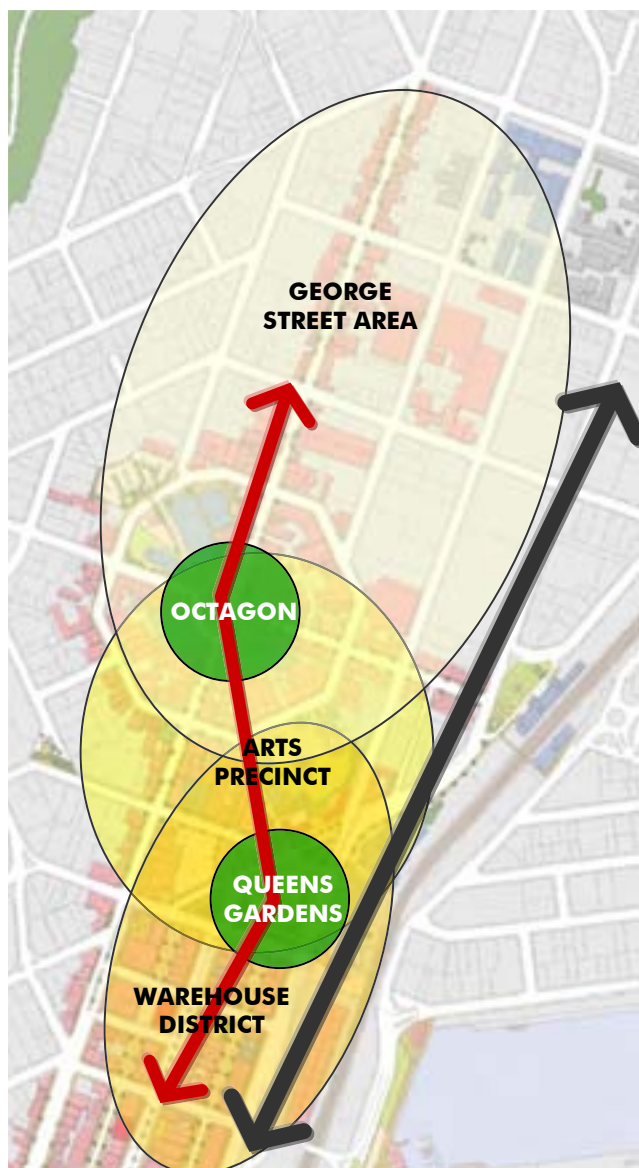 GEORGE
STREET AREA
OCTAGON
ARTS
PRECINCT
QUEENS
GARDENS
WAREHOUSE
DISTRICT